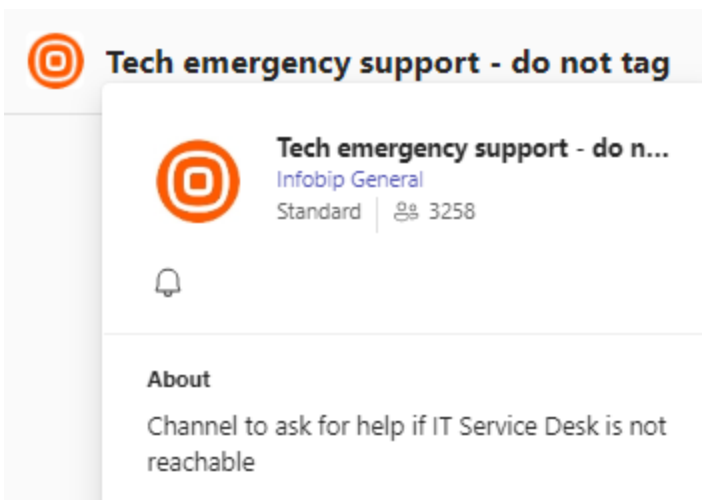 Tech emergency support - do not tag
Tech emergency support - do n...
Infobip General
Standard 3258
About
Channel to ask for help if IT Service Desk is not
reachable